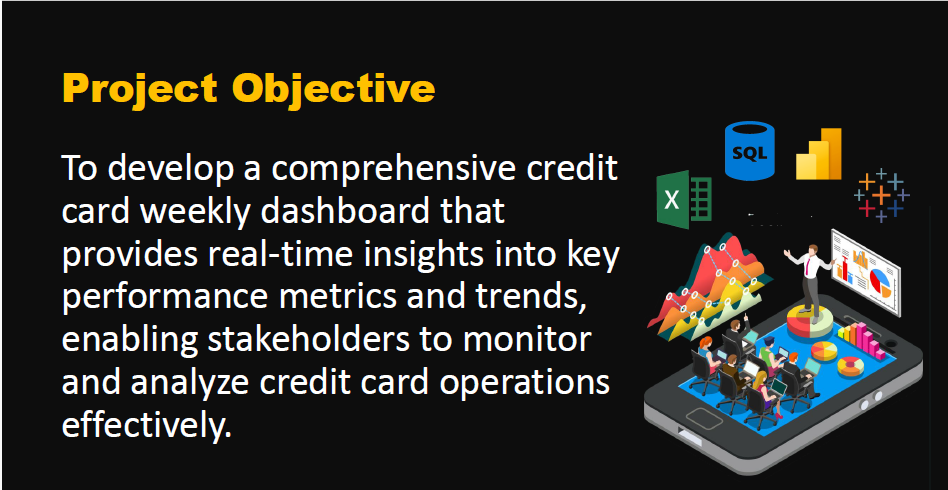 Project Objective
To develop a comprehensive credit
card weekly dashboard that
provides real-time insights into key
performance metrics and trends,
enabling stakeholders to monitor
and analyze credit card operations
effectively.
SQL
X